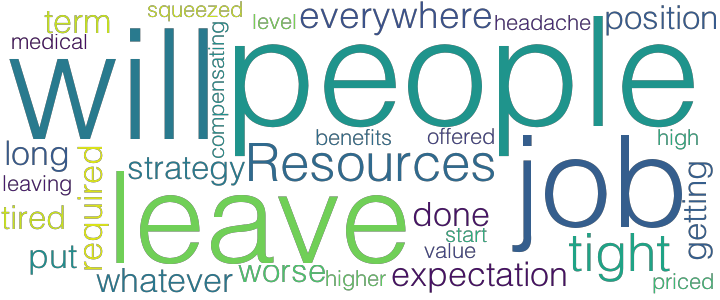 squeezed
term
level
everywhere
headache
position
medical
will
people
compensating
benefits
offered
high
long
strategy
Resources
job
leaving
required
leave
getting
tired
done
start
tight
put
value
whatever
worse
higher
expectation
priced